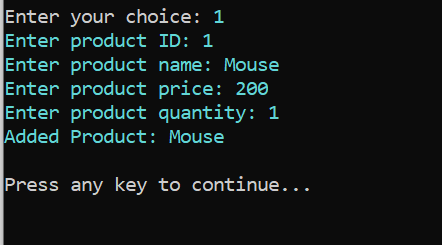 Enter your choice: 1
Enter product ID: 1
Enter product name: Mouse
Enter product price: 200
Enter product quantity: 1
Added Product: Mouse
Press any key to continue...